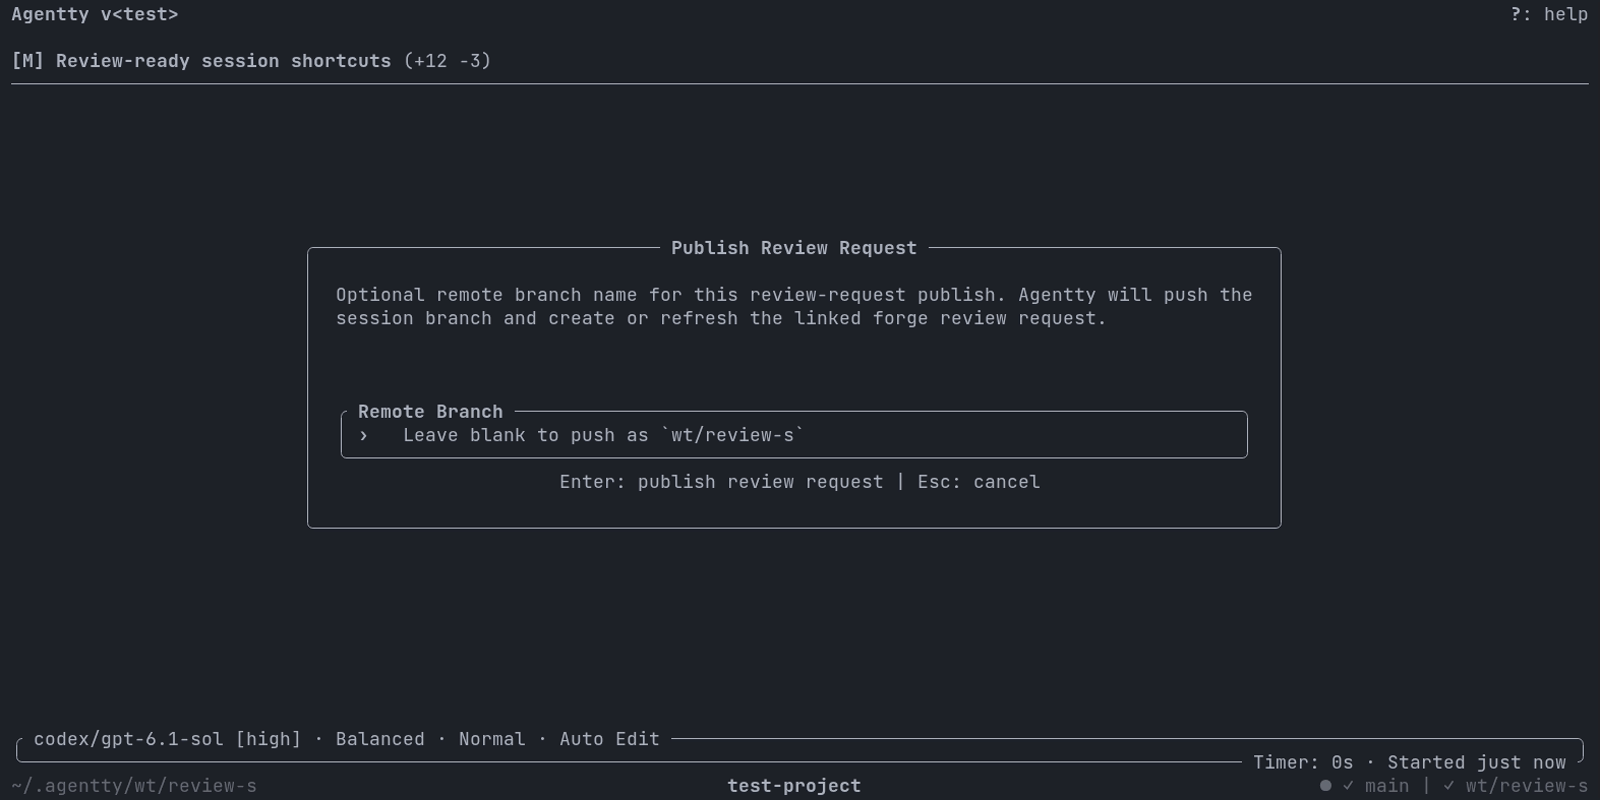 Agentty v<test>
?: help
[M] Review-ready session shortcuts (+12 -3)
Publish Review Request
Optional remote branch name for this review-request publish. Agentty will push the
session branch and create or refresh the linked forge review request.
Remote Branch
› Leave blank to push as `wt/review-s`
Enter: publish review request | Esc: cancel
codex/gpt-6.1-sol [high] · Balanced · Normal · Auto Edit
Timer: 0s · Started just now
~/.agentty/wt/review-s
test-project
● ✓ main | ✓ wt/review-s